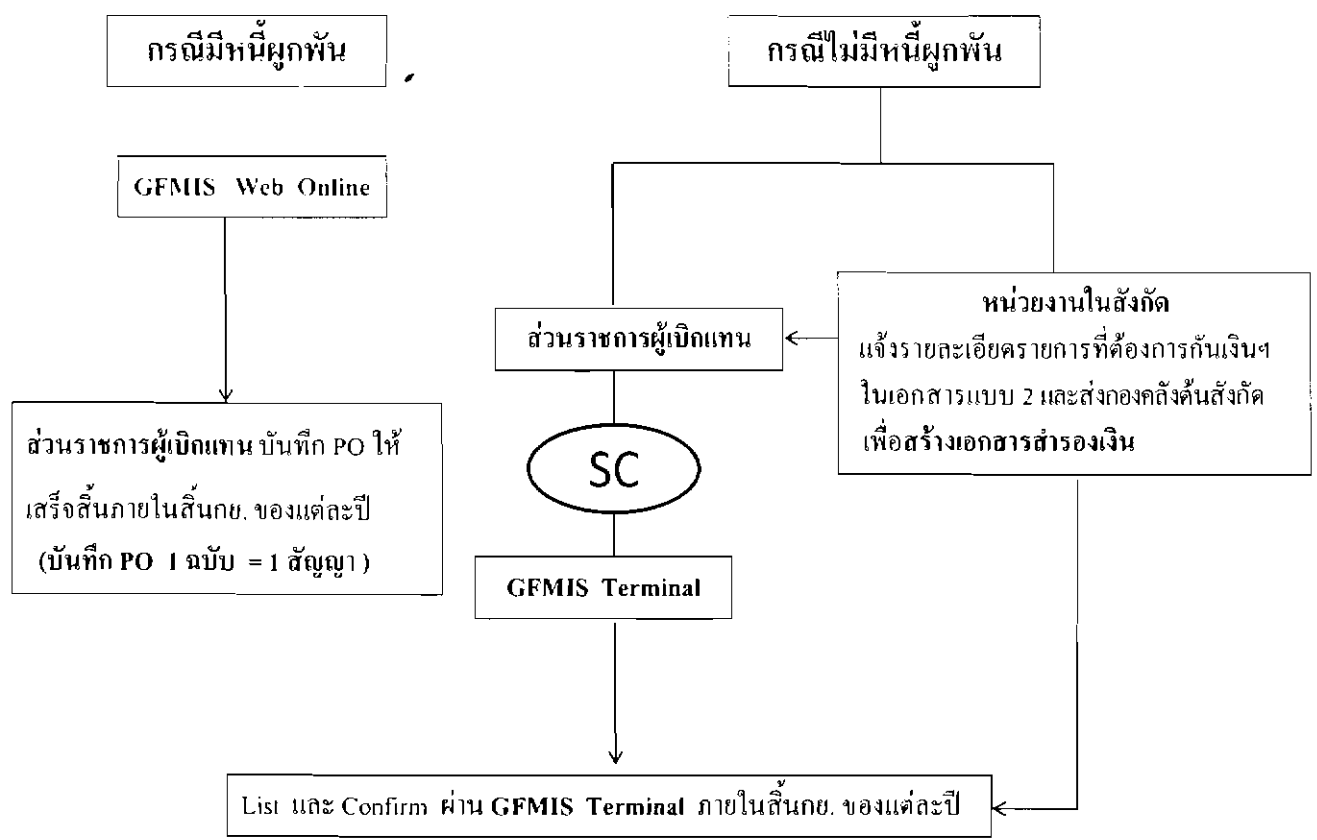 กรณีมีหนี้ผูกพัน
GFMIS Web Online
ส่วนราชการผู้เบิกแทน บันทึก PO ให้
เสร็จสิ้นภายในสิ้นกย. ของแต่ละปี
(บันทึก PO 1 ฉบับ = 1 สัญญา )
กรณีไม่มีหนี้ผูกพัน
ส่วนราชการผู้เบิกแทน
หน่วยงานในสังกัด
แจ้งรายละเอียดรายการที่ต้องการกันเงินฯ
ในเอกสารแบบ 2 และส่งกองคลังต้นสังกัด
เพื่อสร้างเอกสารสำรองเงิน
SC
GFMIS Terminal
List และ Confirm ผ่าน GFMIS Terminal ภายในสิ้นกย. ของแต่ละปี